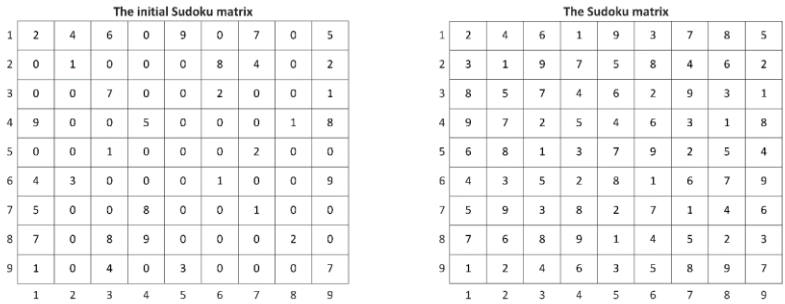 The initial Sudoku matrix
1 2 4 6 0 9 0 7 0 5
2 0 1 0 0 0 8 4 0 2
3 0 0 7 0 0 2 0 0 1
4 9 0 0 5 0 0 0 1 8
5 0 0 1 0 0 0 2 0 0
6 4 3 0 0 0 1 0 0 9
7 5 0 0 8 0 0 1 0 0
8 7 0 8 9 0 0 0 2 0
9 1 0 4 0 3 0 0 0 7
1 2 3 4 5 6 7 8 9
The Sudoku matrix
1 2 4 6 1 9 3 7 8 5
2 3 1 9 7 5 8 4 6 2
3 8 5 7 4 6 2 9 3 1
4 9 7 2 5 4 6 3 1 8
5 6 8 1 3 7 9 2 5 4
6 4 3 5 2 8 1 6 7 9
7 5 9 3 8 2 7 1 4 6
8 7 6 8 9 1 4 5 2 3
9 1 2 4 6 3 5 8 9 7
1 2 3 4 5 6 7 8 9